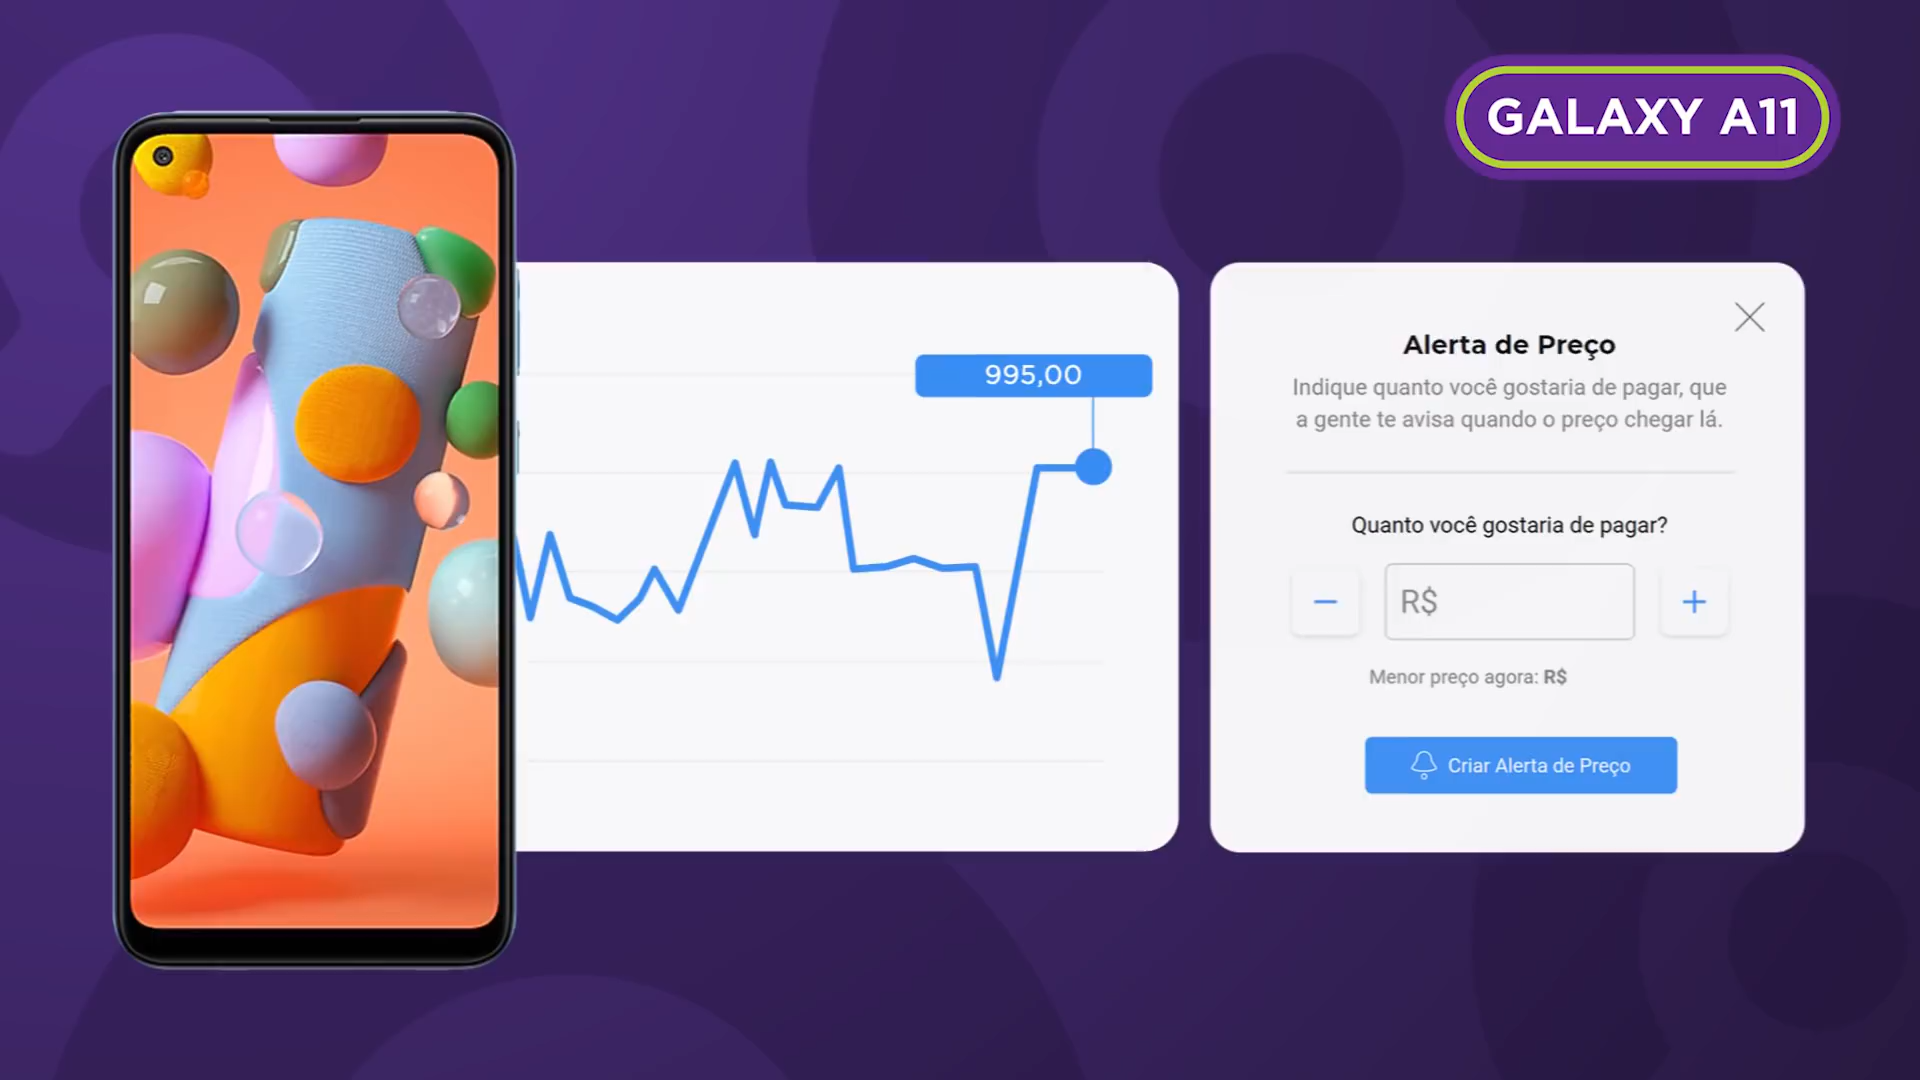 GALAXY A11
995,00
Alerta de Preço
Indique quanto você gostaria de pagar, que
a gente te avisa quando o preço chegar lá.
Quanto você gostaria de pagar?
− R$ +
Menor preço agora: R$
Criar Alerta de Preço